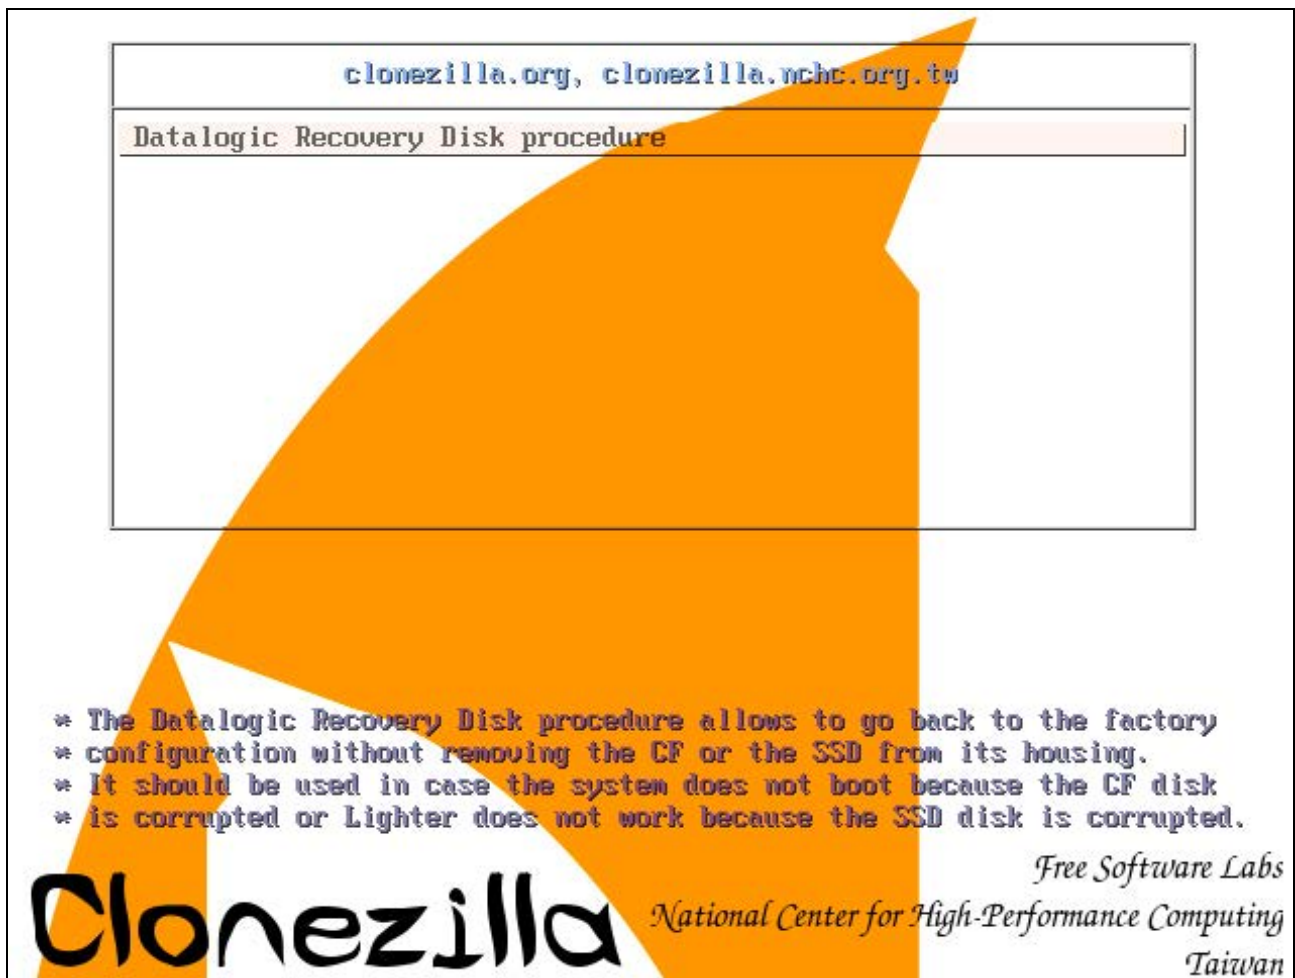 clonezilla.org, clonezilla.nchc.org.tw
Datalogic Recovery Disk procedure
* The Datalogic Recovery Disk procedure allows to go back to the factory
* configuration without removing the CF or the SSD from its housing.
* It should be used in case the system does not boot because the CF disk
* is corrupted or Lighter does not work because the SSD disk is corrupted.
Free Software Labs
Clonezilla National Center for High-Performance Computing
Taiwan